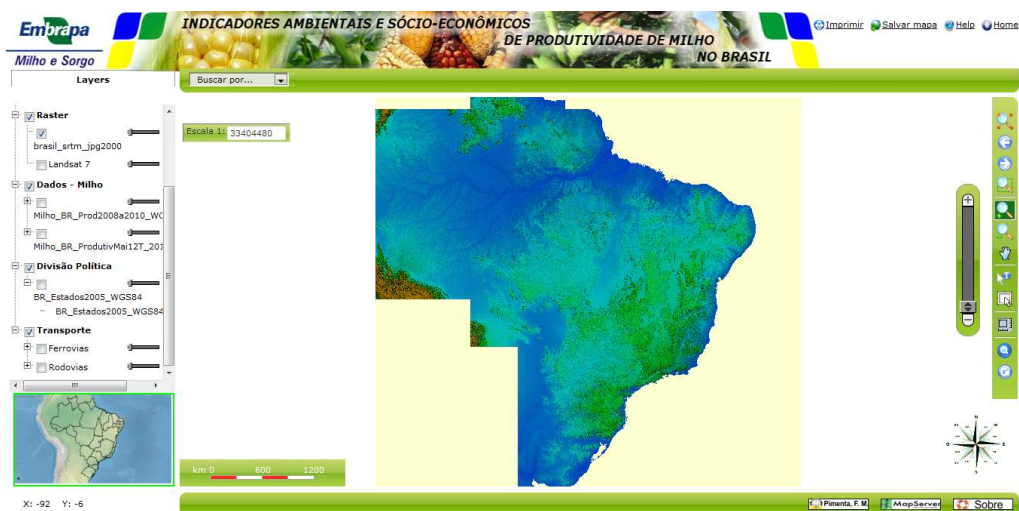 Embrapa
Milho e Sorgo
INDICADORES AMBIENTAIS E SÓCIO-ECONÔMICOS
DE PRODUTIVIDADE DE MILHO
NO BRASIL
Imprimir Salvar mapa Help Home
Layers
Buscar por...
Escala 1: 33404480
Raster
brasil_srtm_jpg2000
Landsat 7
Dados - Milho
Milho_BR_Prod2008a2010_WG
Milho_BR_ProdutivMai12T_201
Divisão Política
BR_Estados2005_WGS84
BR_Estados2005_WGS84
Transporte
Ferrovias
Rodovias
km 0 600 1200
X: -92 Y: -6
Pimenta, F. M.
MapServer
Sobre